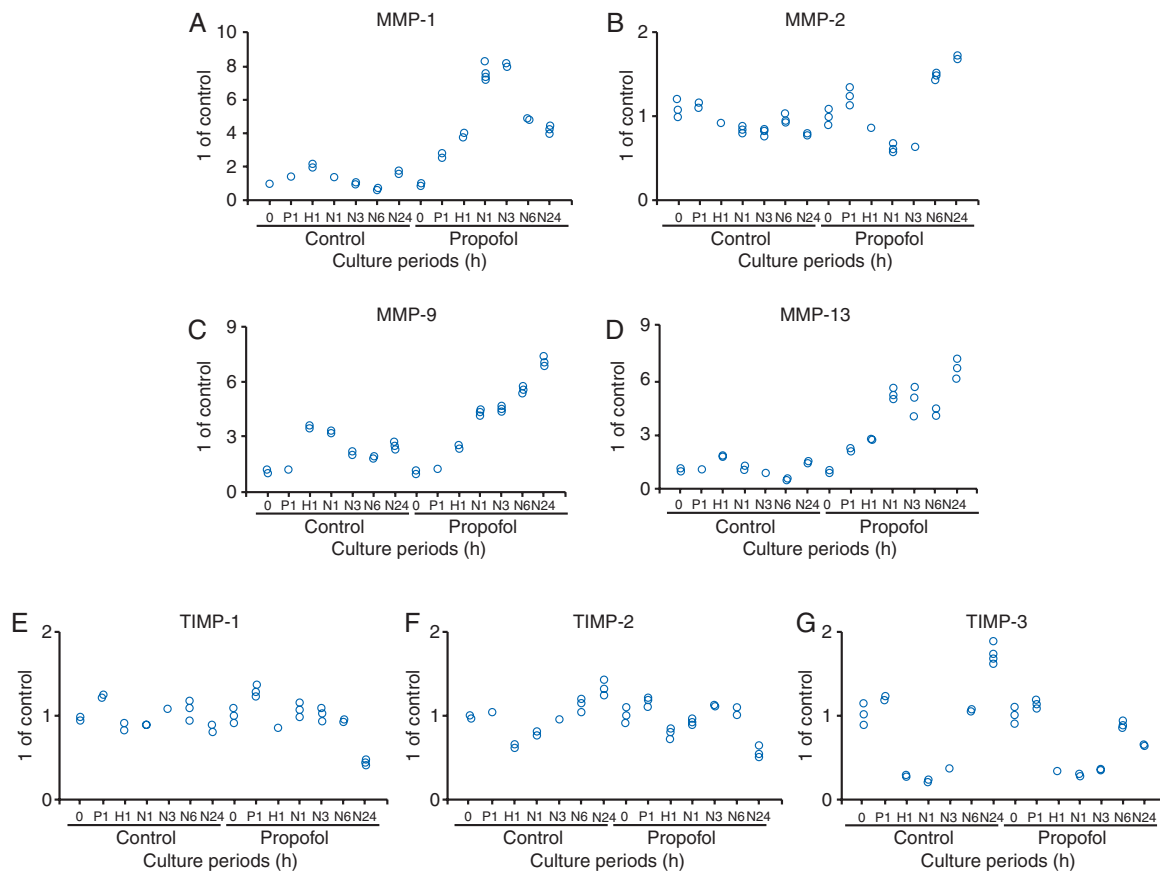 A MMP-1
10
8
6
4
2
0
1 of control
0 P1 H1 N1 N3 N6 N24 0 P1 H1 N1 N3 N6 N24
Control Propofol
Culture periods (h)
B MMP-2
2
1
0
1 of control
0 P1 H1 N1 N3 N6 N24 0 P1 H1 N1 N3 N6 N24
Control Propofol
Culture periods (h)
C MMP-9
9
6
3
0
1 of control
0 P1 H1 N1 N3 N6 N24 0 P1 H1 N1 N3 N6 N24
Control Propofol
Culture periods (h)
D MMP-13
9
6
3
0
1 of control
0 P1 H1 N1 N3 N6 N24 0 P1 H1 N1 N3 N6 N24
Control Propofol
Culture periods (h)
E TIMP-1
2
1
0
1 of control
0 P1 H1 N1 N3 N6 N24 0 P1 H1 N1 N3 N6 N24
Control Propofol
Culture periods (h)
F TIMP-2
2
1
0
1 of control
0 P1 H1 N1 N3 N6 N24 0 P1 H1 N1 N3 N6 N24
Control Propofol
Culture periods (h)
G TIMP-3
2
1
0
1 of control
0 P1 H1 N1 N3 N6 N24 0 P1 H1 N1 N3 N6 N24
Control Propofol
Culture periods (h)